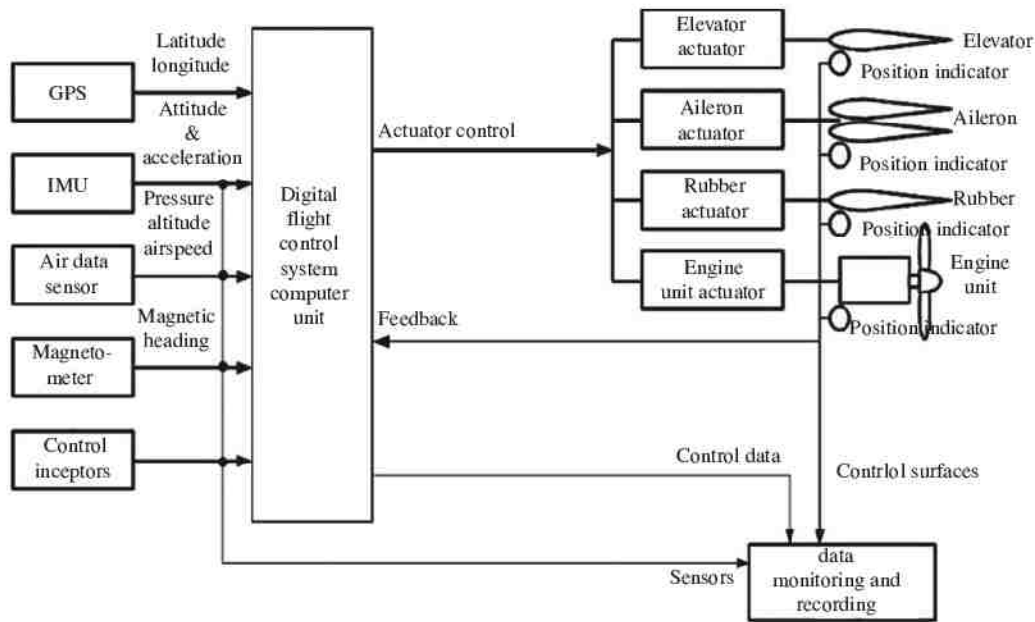 Latitude
longitude
GPS
Attitude
&
acceleration
IMU
Pressure
altitude
airspeed
Air data
sensor
Magnetic
heading
Magneto-
meter
Control
inceptors
Digital
flight
control
system
computer
unit
Actuator control
Feedback
Control data
Sensors
Elevator
actuator
Elevator
Position indicator
Aileron
actuator
Aileron
Position indicator
Rubber
actuator
Rubber
Position indicator
Engine
unit actuator
Engine
unit
Position indicator
Contrlol surfaces
data
monitoring and
recording